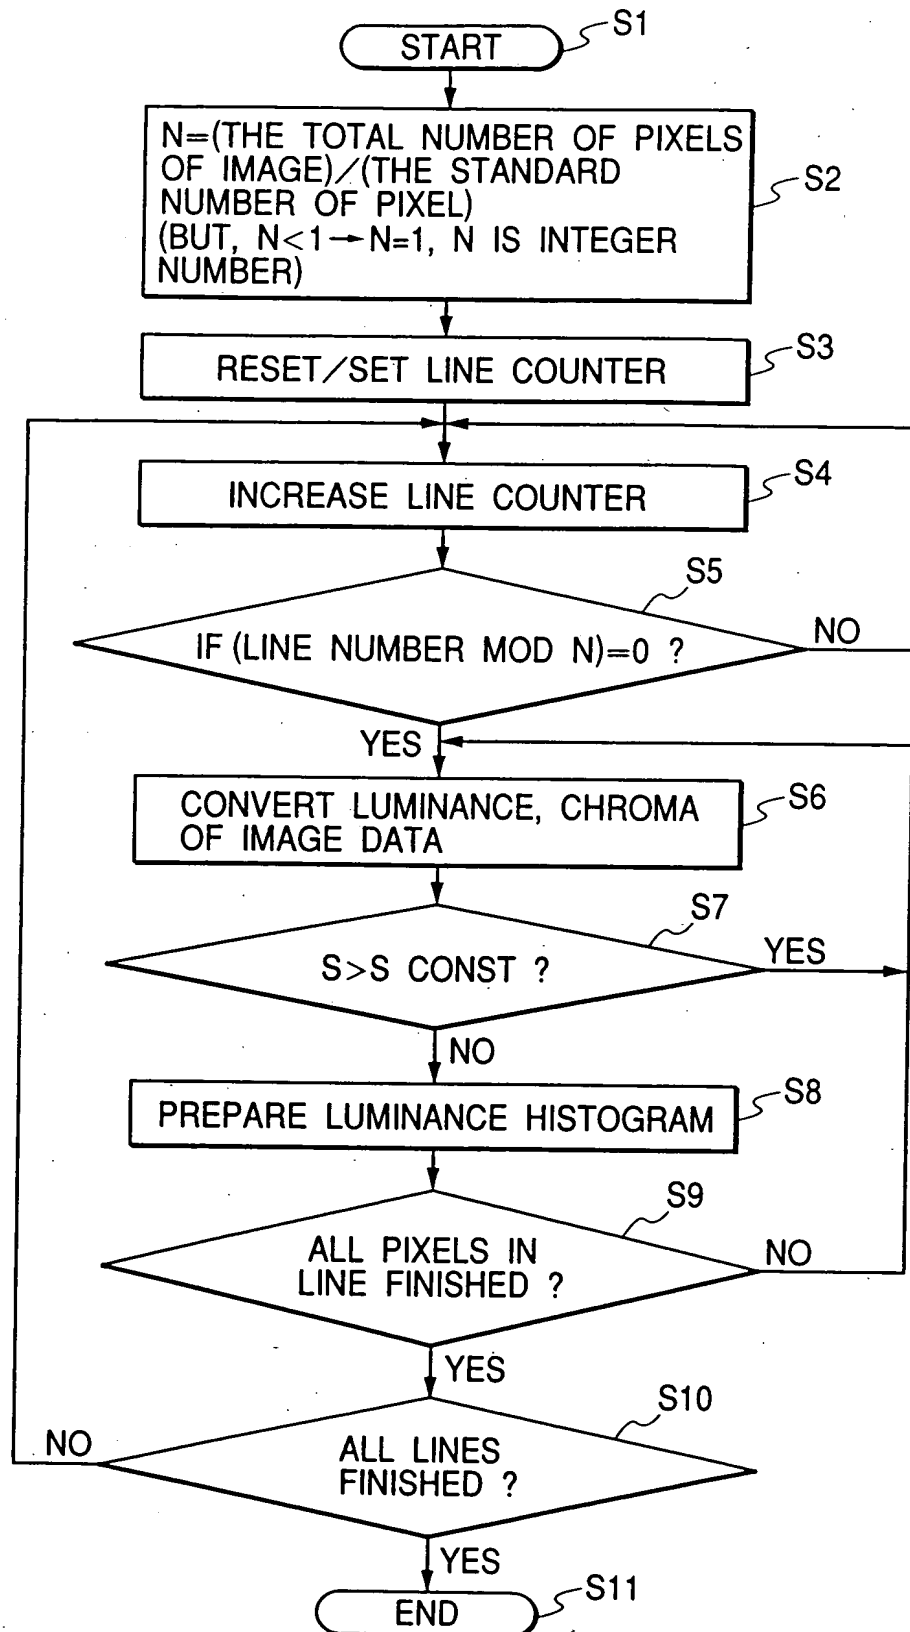 START
S1
N=(THE TOTAL NUMBER OF PIXELS
OF IMAGE)/(THE STANDARD
NUMBER OF PIXEL)
(BUT, N<1→N=1, N IS INTEGER
NUMBER)
S2
RESET/SET LINE COUNTER
S3
INCREASE LINE COUNTER
S4
IF (LINE NUMBER MOD N)=0 ?
S5
NO
YES
CONVERT LUMINANCE, CHROMA
OF IMAGE DATA
S6
S>S CONST ?
S7
YES
NO
PREPARE LUMINANCE HISTOGRAM
S8
ALL PIXELS IN
LINE FINISHED ?
S9
NO
YES
ALL LINES
FINISHED ?
S10
NO
YES
END
S11